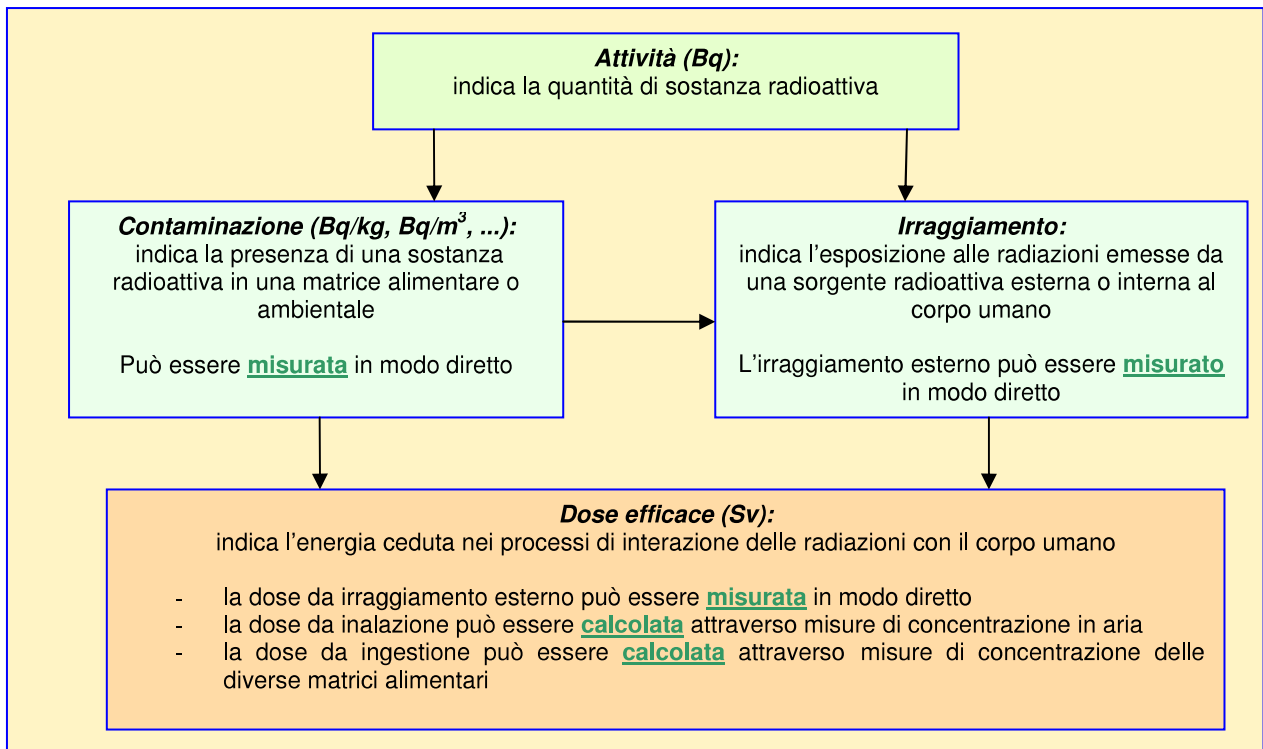 Attività (Bq):
indica la quantità di sostanza radioattiva
Contaminazione (Bq/kg, Bq/m³, ...):
indica la presenza di una sostanza
radioattiva in una matrice alimentare o
ambientale
Può essere misurata in modo diretto
Irraggiamento:
indica l'esposizione alle radiazioni emesse da
una sorgente radioattiva esterna o interna al
corpo umano
L'irraggiamento esterno può essere misurato
in modo diretto
Dose efficace (Sv):
indica l'energia ceduta nei processi di interazione delle radiazioni con il corpo umano
- la dose da irraggiamento esterno può essere misurata in modo diretto
- la dose da inalazione può essere calcolata attraverso misure di concentrazione in aria
- la dose da ingestione può essere calcolata attraverso misure di concentrazione delle
diverse matrici alimentari